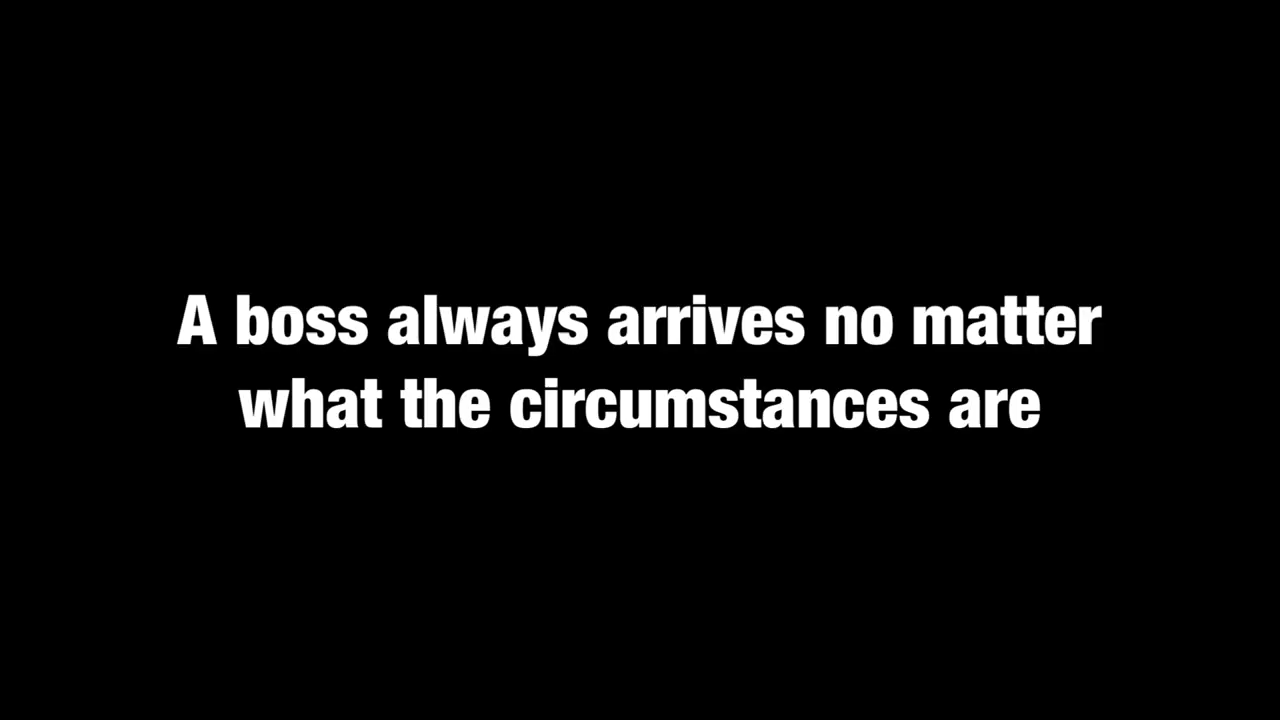 A boss always arrives no matter
what the circumstances are